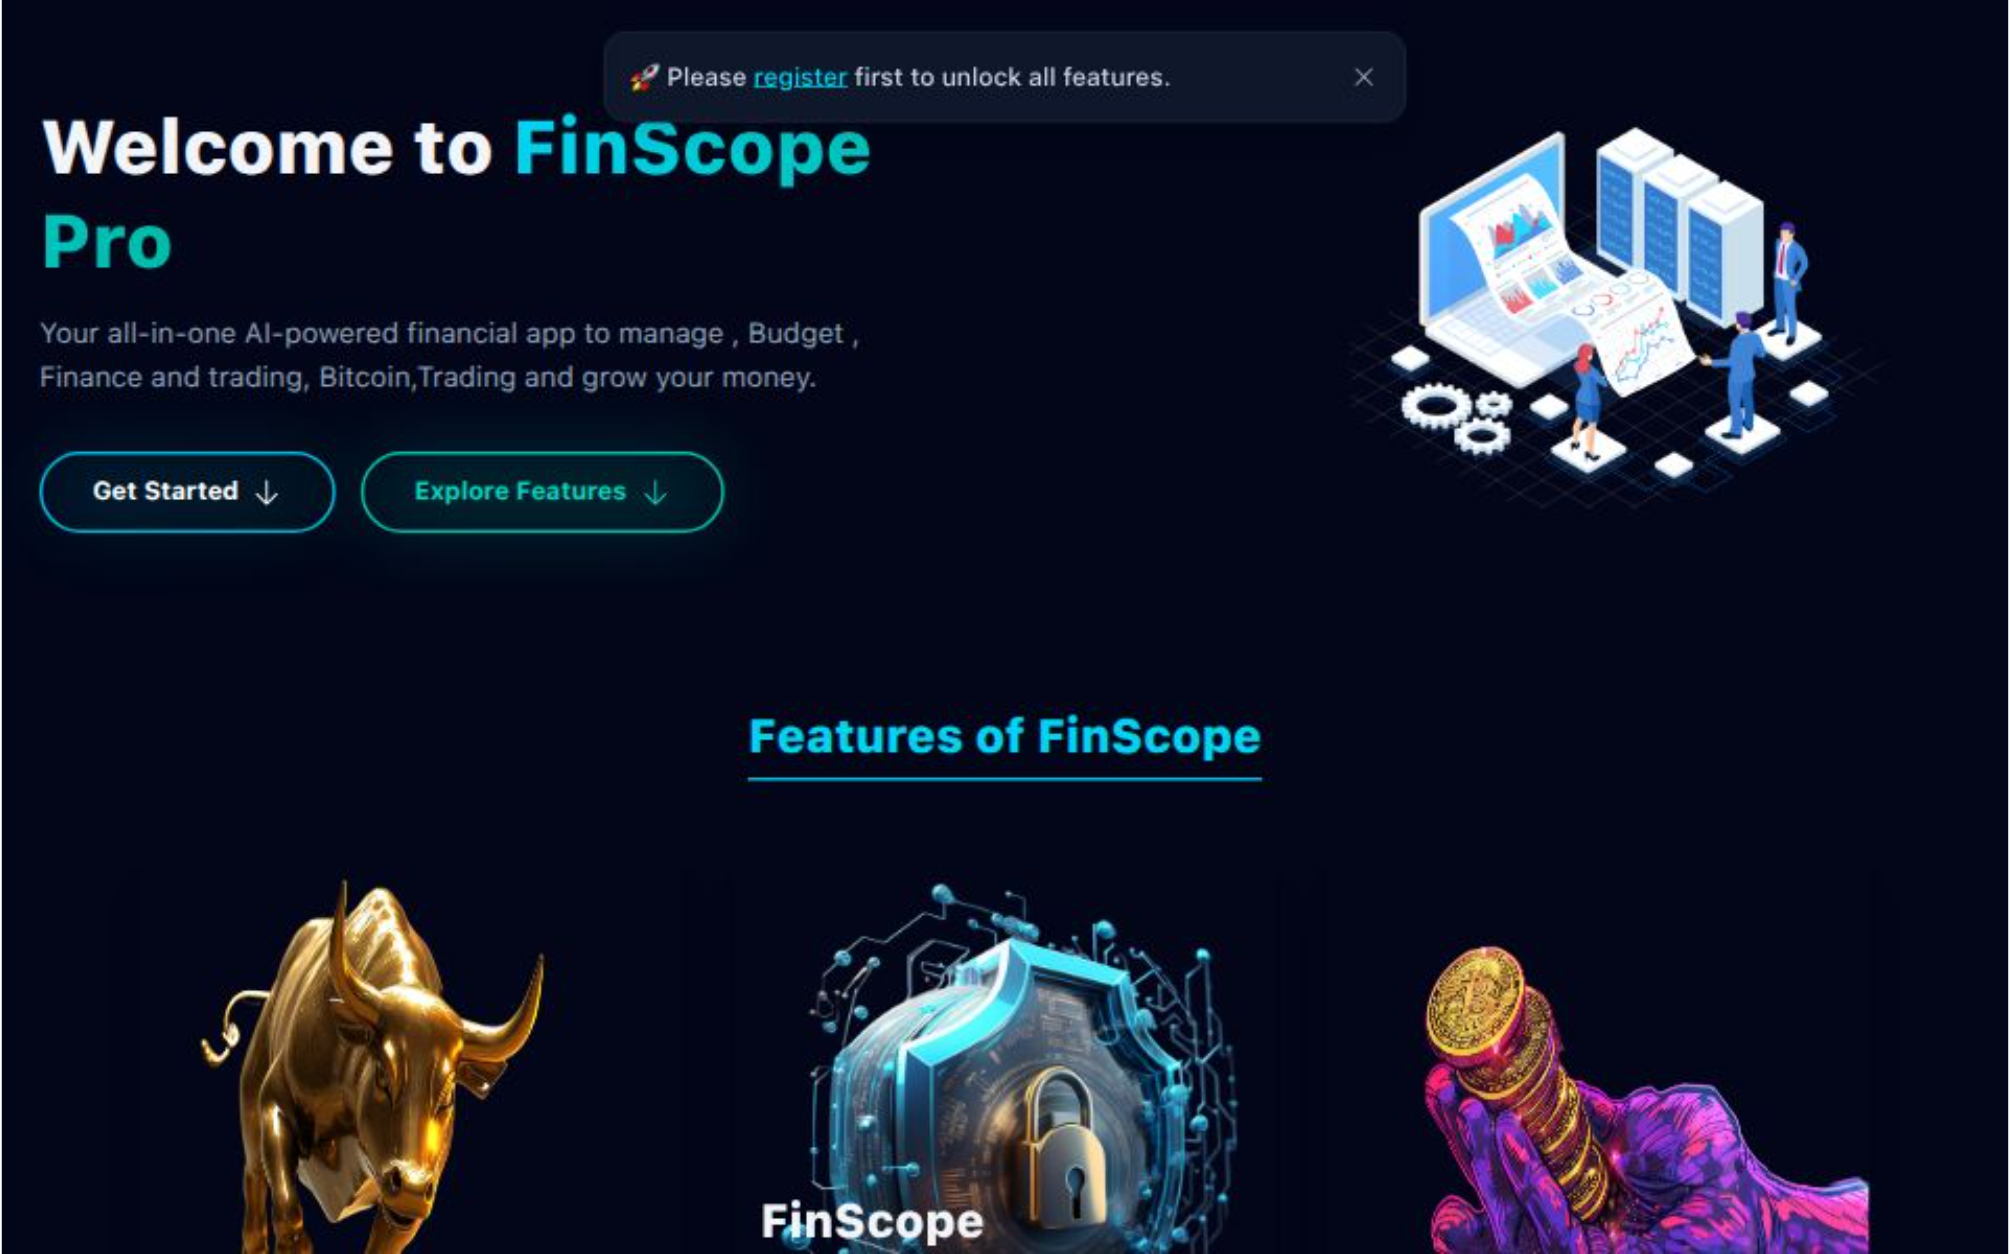 🚀 Please register first to unlock all features.
Welcome to FinScope
Pro
Your all-in-one AI-powered financial app to manage , Budget ,
Finance and trading, Bitcoin,Trading and grow your money.
Get Started ↓
Explore Features ↓
Features of FinScope
FinScope